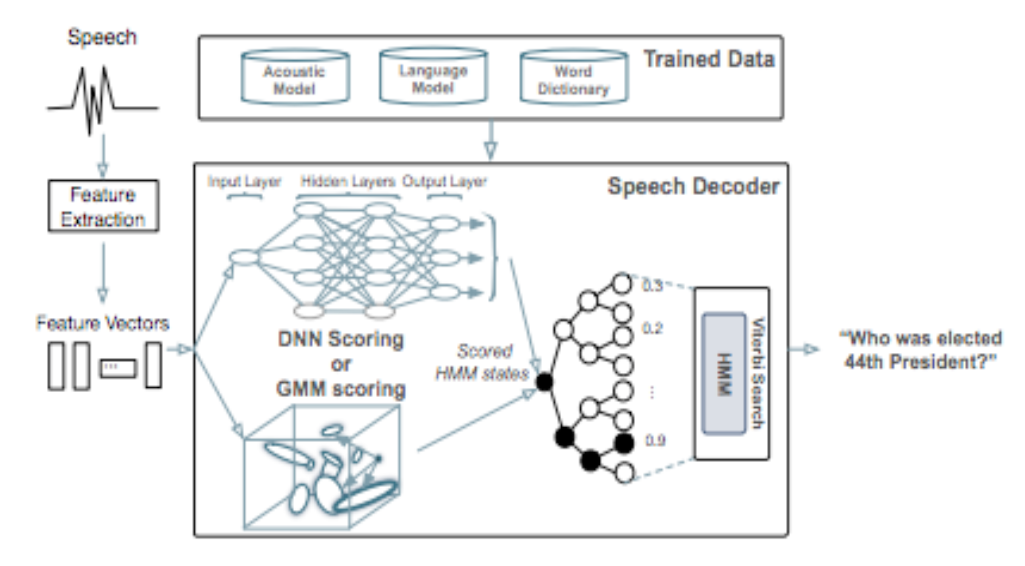 Speech
Feature
Extraction
Feature Vectors
...
Trained Data
Acoustic
Model
Language
Model
Word
Dictionary
Speech Decoder
Input Layer
Hidden Layers
Output Layer
DNN Scoring
or
GMM scoring
Scored
HMM states
0.3
0.2
...
0.9
Viterbi Search
HMM
“Who was elected
44th President?”